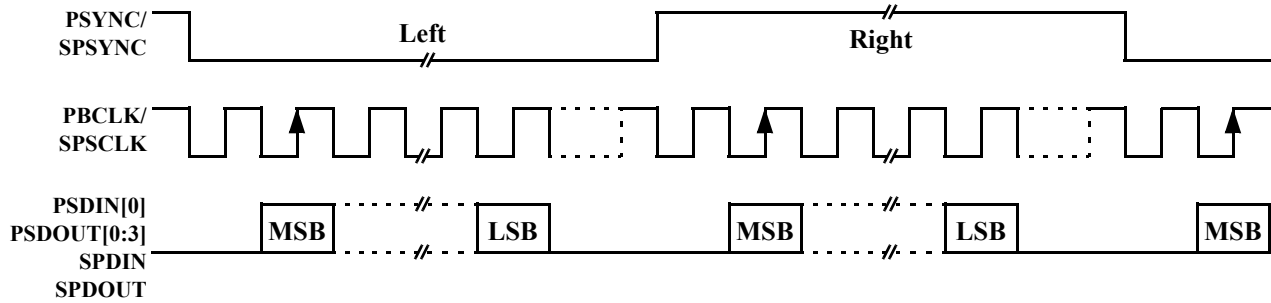 PSYNC/
SPSYNC
Left
Right
PBCLK/
SPSCLK
PSDIN[0]
PSDOUT[0:3]
SPDIN
SPDOUT
MSB
LSB
MSB
LSB
MSB